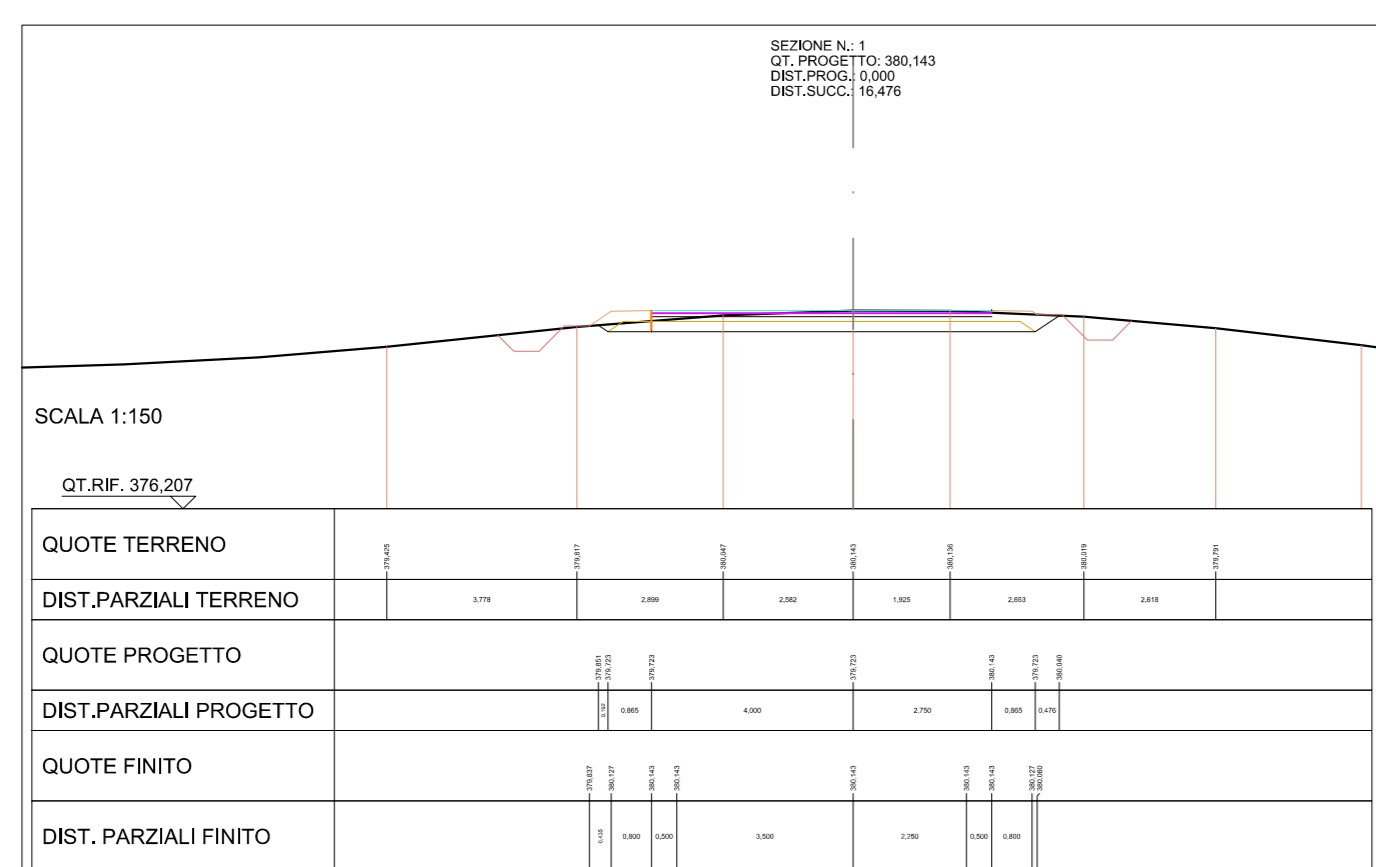 SEZIONE N.: 1
QT. PROGETTO: 380,143
DIST.PROG.: 0,000
DIST.SUCC.: 16,476
SCALA 1:150
QT.RIF. 376,207
QUOTE TERRENO 379,425 379,817 380,047 380,143 380,136 380,019 379,791
DIST.PARZIALI TERRENO 3,778 2,899 2,582 1,925 2,653 2,618
QUOTE PROGETTO 379,851 379,723 379,723 379,723 380,143 379,723 380,040
DIST.PARZIALI PROGETTO 0,192 0,865 4,000 2,750 0,865 0,476
QUOTE FINITO 379,837 380,127 380,143 380,143 380,143 380,143 380,143 380,127 380,060
DIST. PARZIALI FINITO 0,435 0,800 0,500 3,500 2,250 0,500 0,800